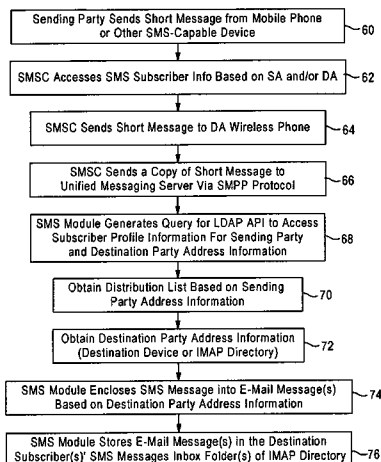 Sending Party Sends Short Message from Mobile Phone
or Other SMS-Capable Device
60
SMSC Accesses SMS Subscriber Info Based on SA and/or DA
62
SMSC Sends Short Message to DA Wireless Phone
64
SMSC Sends a Copy of Short Message to
Unified Messaging Server Via SMPP Protocol
66
SMS Module Generates Query for LDAP API to Access
Subscriber Profile Information For Sending Party
and Destination Party Address Information
68
Obtain Distribution List Based on Sending
Party Address Information
70
Obtain Destination Party Address Information
(Destination Device or IMAP Directory)
72
SMS Module Encloses SMS Message into E-Mail Message(s)
Based on Destination Party Address Information
74
SMS Module Stores E-Mail Message(s) in the Destination
Subscriber(s)' SMS Messages Inbox Folder(s) of IMAP Directory
76